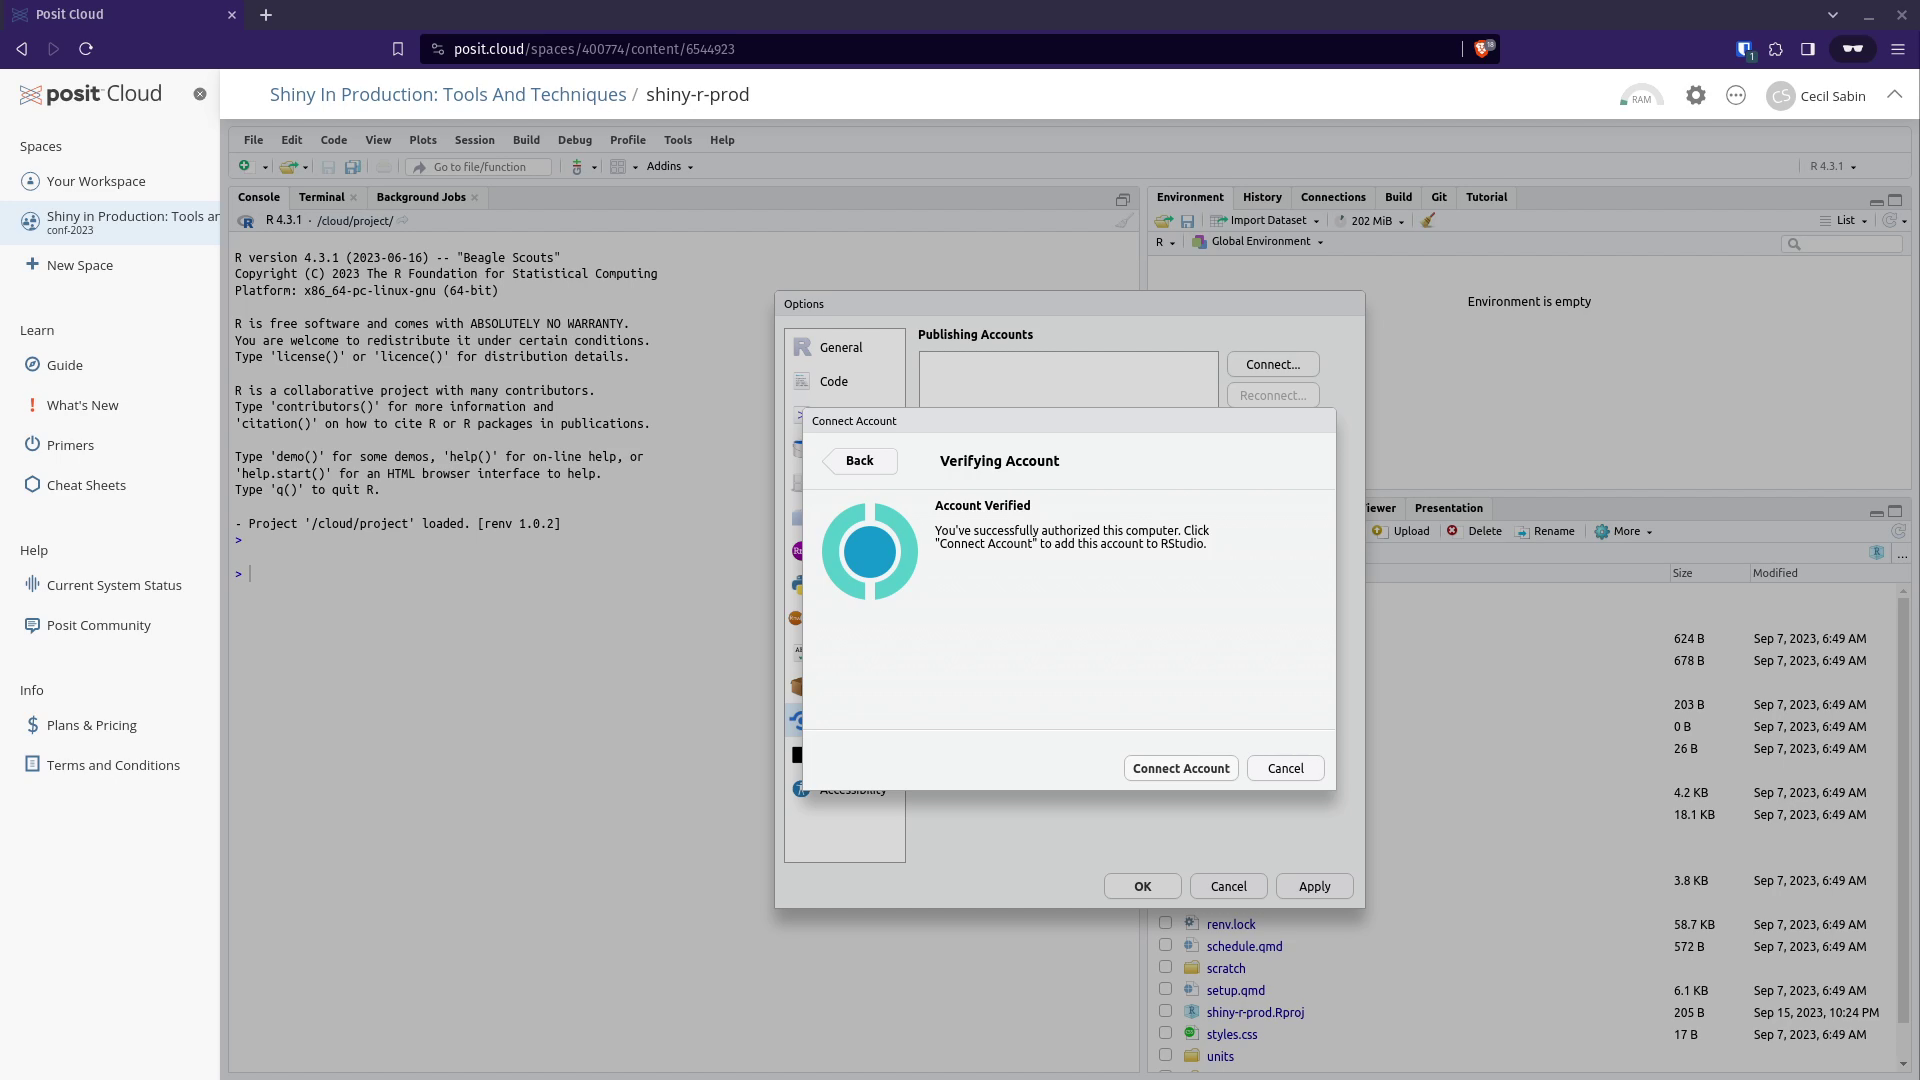 Posit Cloud
posit.cloud/spaces/400774/content/6544923
18
1
posit Cloud
Shiny In Production: Tools And Techniques / shiny-r-prod
RAM
CS
Cecil Sabin
Spaces
Your Workspace
Shiny in Production: Tools an
conf-2023
New Space
Learn
Guide
What's New
Primers
Cheat Sheets
Help
Current System Status
Posit Community
Info
Plans & Pricing
Terms and Conditions
File Edit Code View Plots Session Build Debug Profile Tools Help
Go to file/function
Addins
R 4.3.1
Console Terminal Background Jobs
R 4.3.1 · /cloud/project/
R version 4.3.1 (2023-06-16) -- "Beagle Scouts"
Copyright (C) 2023 The R Foundation for Statistical Computing
Platform: x86_64-pc-linux-gnu (64-bit)
R is free software and comes with ABSOLUTELY NO WARRANTY.
You are welcome to redistribute it under certain conditions.
Type 'license()' or 'licence()' for distribution details.
R is a collaborative project with many contributors.
Type 'contributors()' for more information and
'citation()' on how to cite R or R packages in publications.
Type 'demo()' for some demos, 'help()' for on-line help, or
'help.start()' for an HTML browser interface to help.
Type 'q()' to quit R.
- Project '/cloud/project' loaded. [renv 1.0.2]
>
>
Environment History Connections Build Git Tutorial
Import Dataset
202 MiB
List
R
Global Environment
Environment is empty
Options
General
Code
Accessibility
Publishing Accounts
Connect...
Reconnect...
Connect Account
Back
Verifying Account
Account Verified
You've successfully authorized this computer. Click
"Connect Account" to add this account to RStudio.
Connect Account
Cancel
OK
Cancel
Apply
iewer Presentation
Upload Delete Rename More
...
Size Modified
624 B Sep 7, 2023, 6:49 AM
678 B Sep 7, 2023, 6:49 AM
203 B Sep 7, 2023, 6:49 AM
0 B Sep 7, 2023, 6:49 AM
26 B Sep 7, 2023, 6:49 AM
4.2 KB Sep 7, 2023, 6:49 AM
18.1 KB Sep 7, 2023, 6:49 AM
3.8 KB Sep 7, 2023, 6:49 AM
renv.lock 58.7 KB Sep 7, 2023, 6:49 AM
schedule.qmd 572 B Sep 7, 2023, 6:49 AM
scratch
setup.qmd 6.1 KB Sep 7, 2023, 6:49 AM
shiny-r-prod.Rproj 205 B Sep 15, 2023, 10:24 PM
styles.css 17 B Sep 7, 2023, 6:49 AM
units